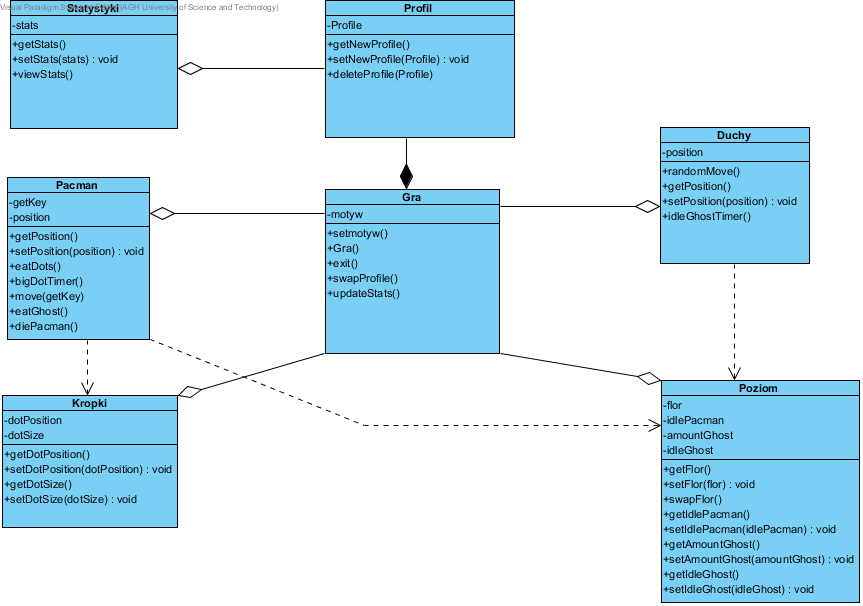 Visual Paradigm Standard (AGH University of Science and Technology)
Statystyki
-stats
+getStats()
+setStats(stats) : void
+viewStats()
Profil
-Profile
+getNewProfile()
+setNewProfile(Profile) : void
+deleteProfile(Profile)
Duchy
-position
+randomMove()
+getPosition()
+setPosition(position) : void
+idleGhostTimer()
Pacman
-getKey
-position
+getPosition()
+setPosition(position) : void
+eatDots()
+bigDotTimer()
+move(getKey)
+eatGhost()
+diePacman()
Gra
-motyw
+setmotyw()
+Gra()
+exit()
+swapProfile()
+updateStats()
Kropki
-dotPosition
-dotSize
+getDotPosition()
+setDotPosition(dotPosition) : void
+getDotSize()
+setDotSize(dotSize) : void
Poziom
-flor
-idlePacman
-amountGhost
-idleGhost
+getFlor()
+setFlor(flor) : void
+swapFlor()
+getIdlePacman()
+setIdlePacman(idlePacman) : void
+getAmountGhost()
+setAmountGhost(amountGhost) : void
+getIdleGhost()
+setIdleGhost(idleGhost) : void